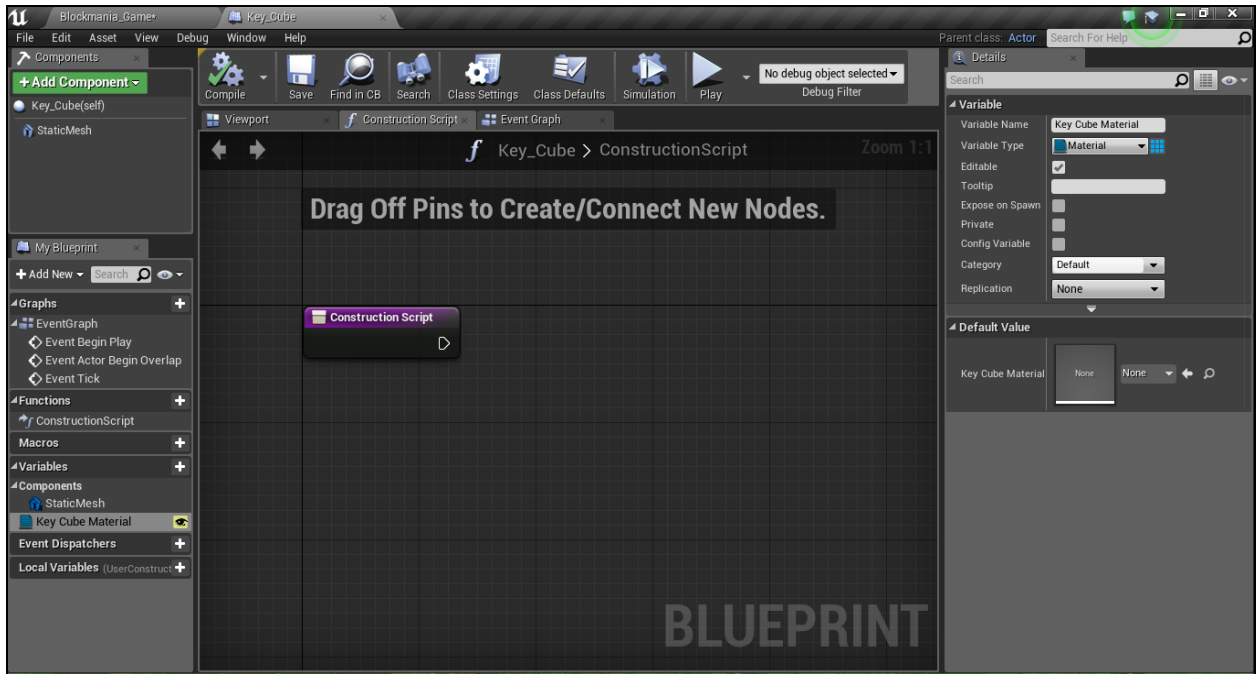 Blockmania_Game*
Key_Cube
File Edit Asset View Debug Window Help
Parent class: Actor
Search For Help
Components
+Add Component
Key_Cube(self)
StaticMesh
Compile
Save
Find in CB
Search
Class Settings
Class Defaults
Simulation
Play
No debug object selected
Debug Filter
Viewport
Construction Script
Event Graph
f Key_Cube > ConstructionScript
Zoom 1:1
Drag Off Pins to Create/Connect New Nodes.
Construction Script
BLUEPRINT
My Blueprint
+Add New
Search
Graphs
EventGraph
Event Begin Play
Event Actor Begin Overlap
Event Tick
Functions
f ConstructionScript
Macros
Variables
Components
StaticMesh
Key Cube Material
Event Dispatchers
Local Variables (UserConstruct
Details
Search
Variable
Variable Name Key Cube Material
Variable Type Material
Editable
Tooltip
Expose on Spawn
Private
Config Variable
Category Default
Replication None
Default Value
Key Cube Material None None